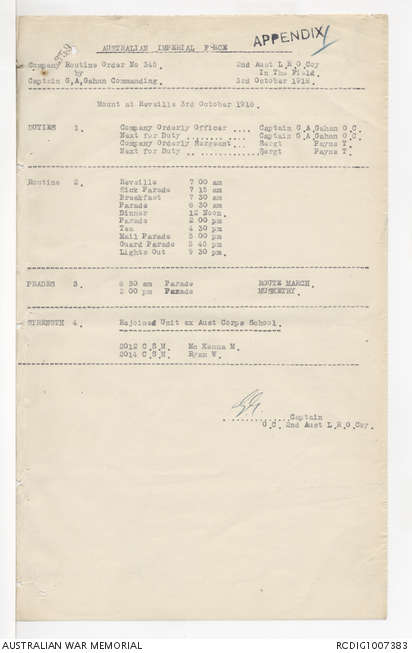 APPENDIX
AUSTRALIAN IMPERIAL F RCE
Company Routine Order No 345
by
Captain G.A.Gahan Commanding.
2nd Aust L R O Coy
In The Field.
3rd October 1918.
Mount at Reveille 3rd October 1918.
DUTIES 1. Company Orderly Officer .... Captain G A Gahan O C.
Next for Duty .. ..... .. Captain G A Gahan O C.
Company Orderly Sergeant... Sergt Payne T.
Next for Duty .. ......... Sergt Payne T.
Routine 2. Reveille 7 00 am
Sick Parade 7 15 am
Breakfast 7 30 am
Parade 8 30 am
Dinner 12 Noon.
Parade 2 00 pm
Tea 4 30 pm
Mail Parade 5 00 pm
Guard Parade 5 45 pm
Lights Out 9 30 pm
PRADES 3. 8 30 am Parade ROUTE MARCH.
2 00 pm Parade MUSKETRY.
STRENGTH 4. Rejoined Unit ex Aust Corps School.
2012 C.S.M. Mc Kenna M.
2014 C.S.M. Ryan W.
............. Captain
O.C. 2nd Aust L.R.O.Coy.
AUSTRALIAN WAR MEMORIAL
RCDIG1007383